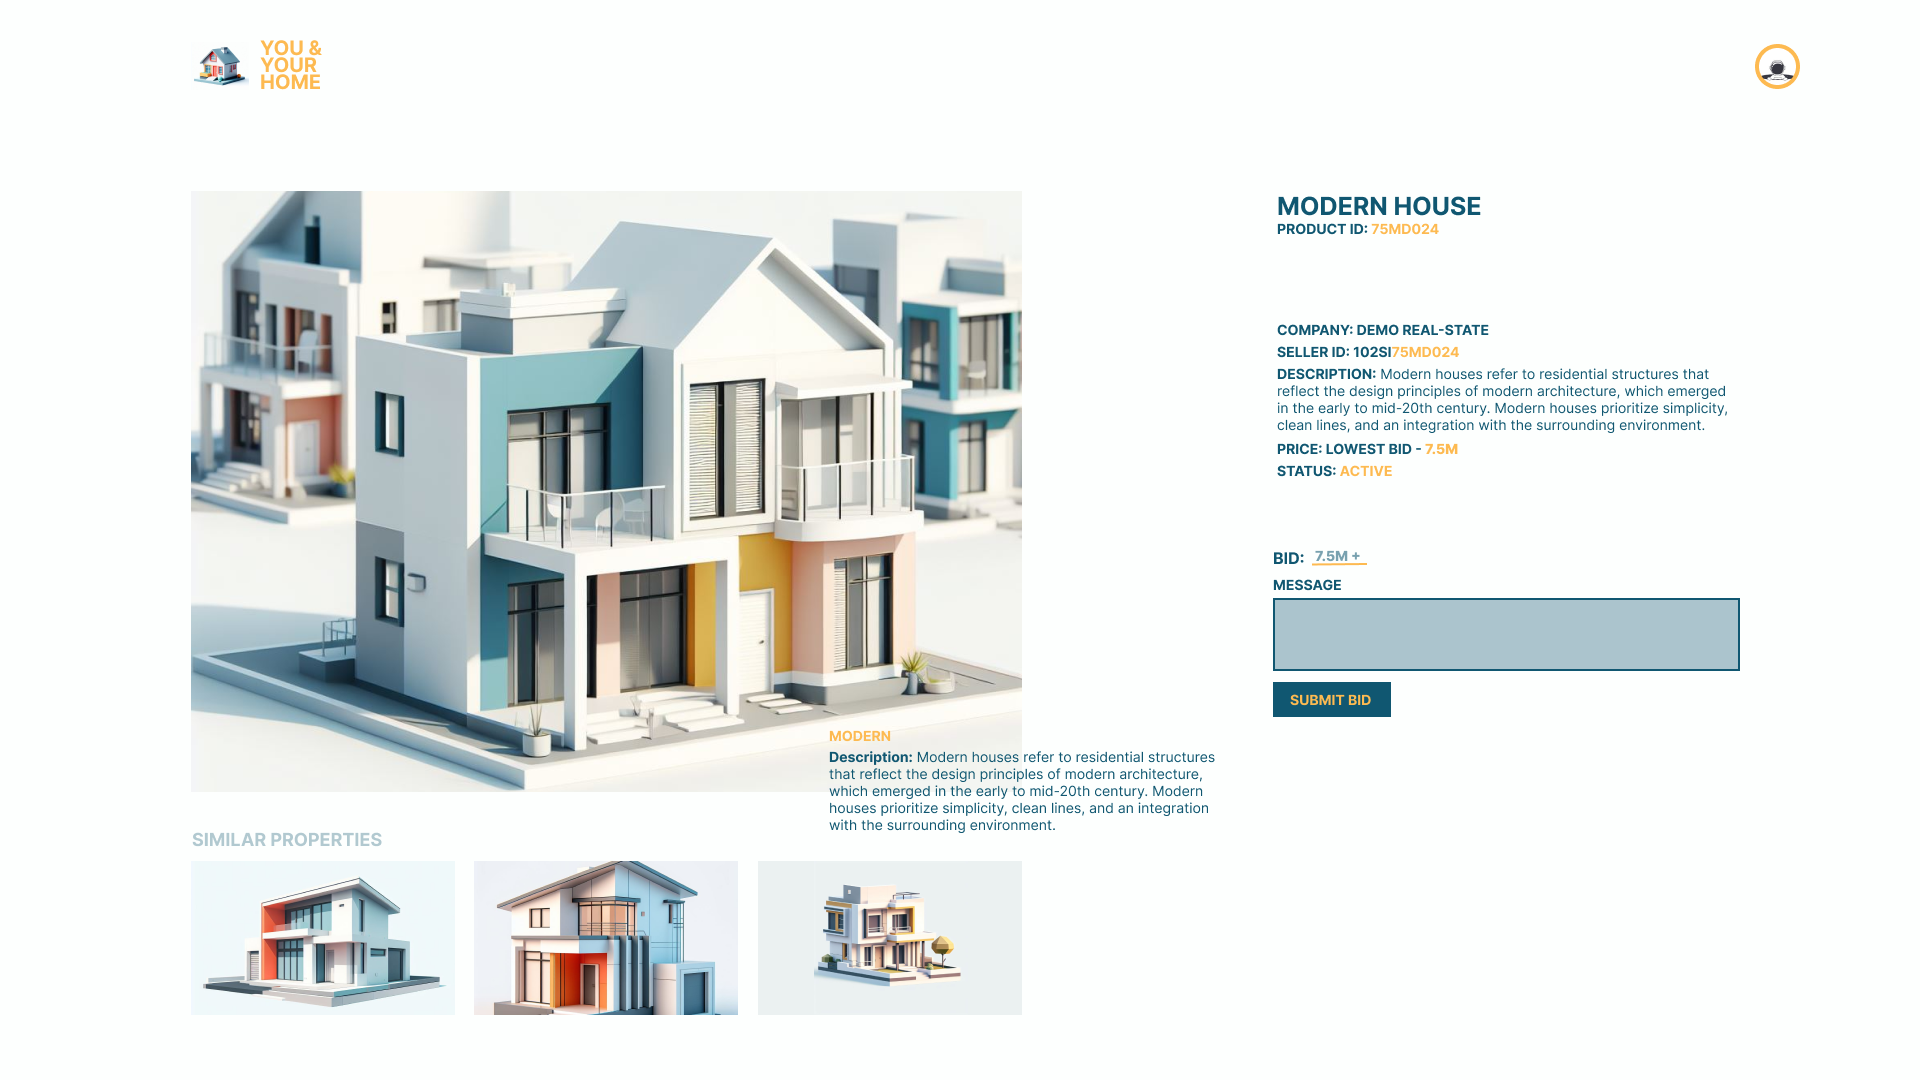 YOU &
YOUR
HOME
MODERN HOUSE
PRODUCT ID: 75MD024
COMPANY: DEMO REAL-STATE
SELLER ID: 102SI75MD024
DESCRIPTION: Modern houses refer to residential structures that
reflect the design principles of modern architecture, which emerged
in the early to mid-20th century. Modern houses prioritize simplicity,
clean lines, and an integration with the surrounding environment.
PRICE: LOWEST BID - 7.5M
STATUS: ACTIVE
BID: 7.5M +
MESSAGE
SUBMIT BID
MODERN
Description: Modern houses refer to residential structures
that reflect the design principles of modern architecture,
which emerged in the early to mid-20th century. Modern
houses prioritize simplicity, clean lines, and an integration
with the surrounding environment.
SIMILAR PROPERTIES